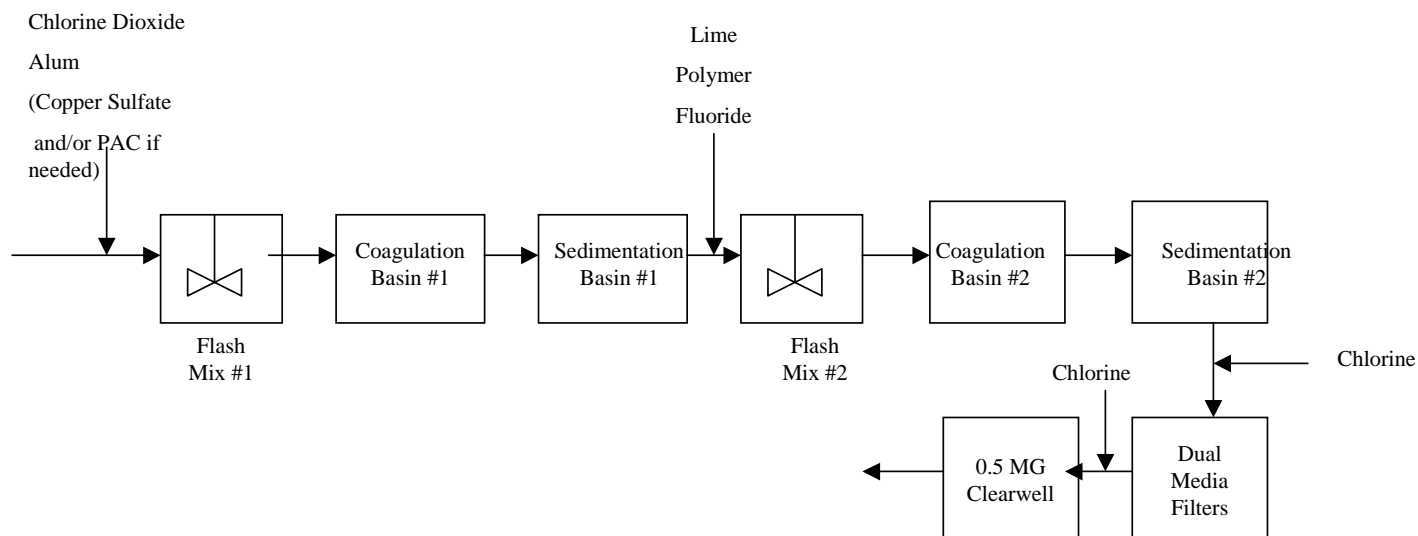 Chlorine Dioxide
Alum
(Copper Sulfate
and/or PAC if
needed)
Lime
Polymer
Fluoride
Coagulation
Basin #1
Sedimentation
Basin #1
Coagulation
Basin #2
Sedimentation
Basin #2
Flash
Mix #1
Flash
Mix #2
Chlorine
Chlorine
0.5 MG
Clearwell
Dual
Media
Filters